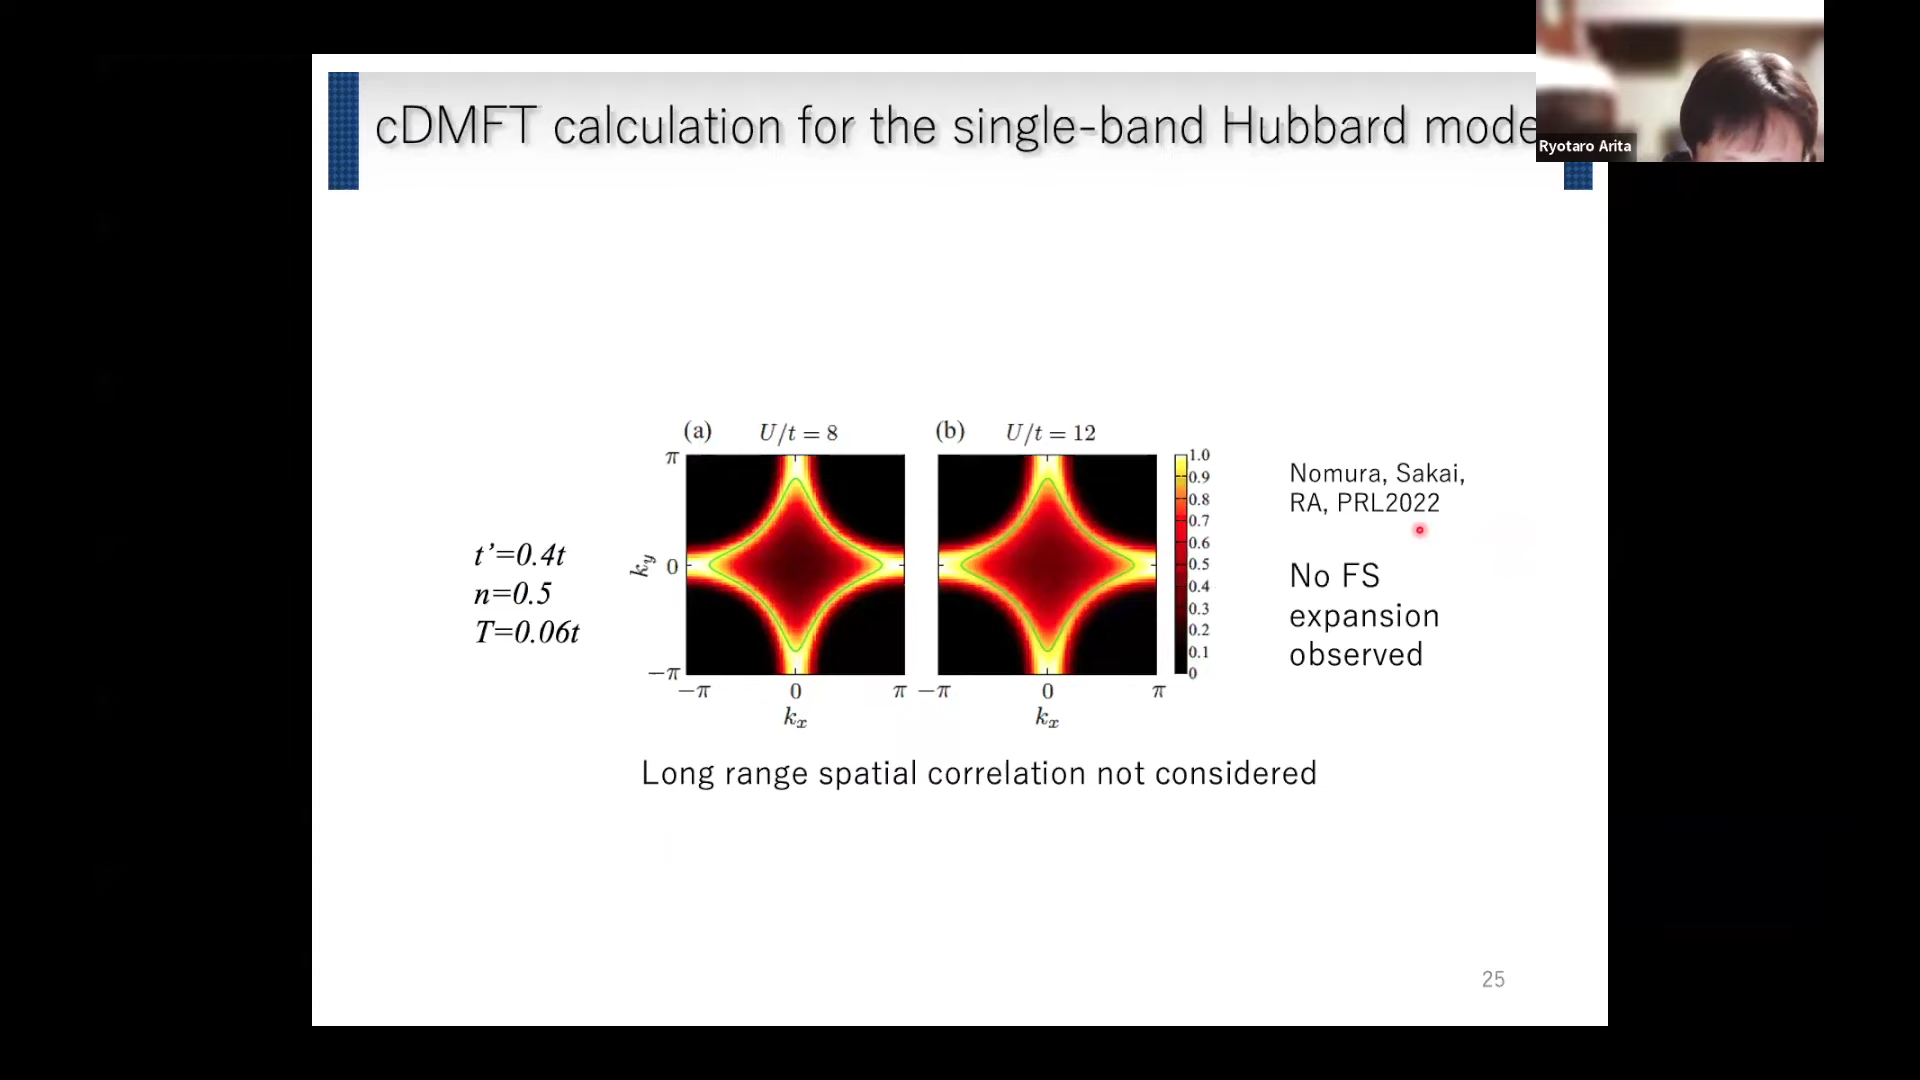 cDMFT calculation for the single-band Hubbard mode
Ryotaro Arita
(a) U/t = 8
(b) U/t = 12
π
0
−π
k_y
−π 0 π
k_x
−π 0 π
k_x
1.0
0.9
0.8
0.7
0.6
0.5
0.4
0.3
0.2
0.1
0
t’=0.4t
n=0.5
T=0.06t
Nomura, Sakai,
RA, PRL2022
No FS
expansion
observed
Long range spatial correlation not considered
25